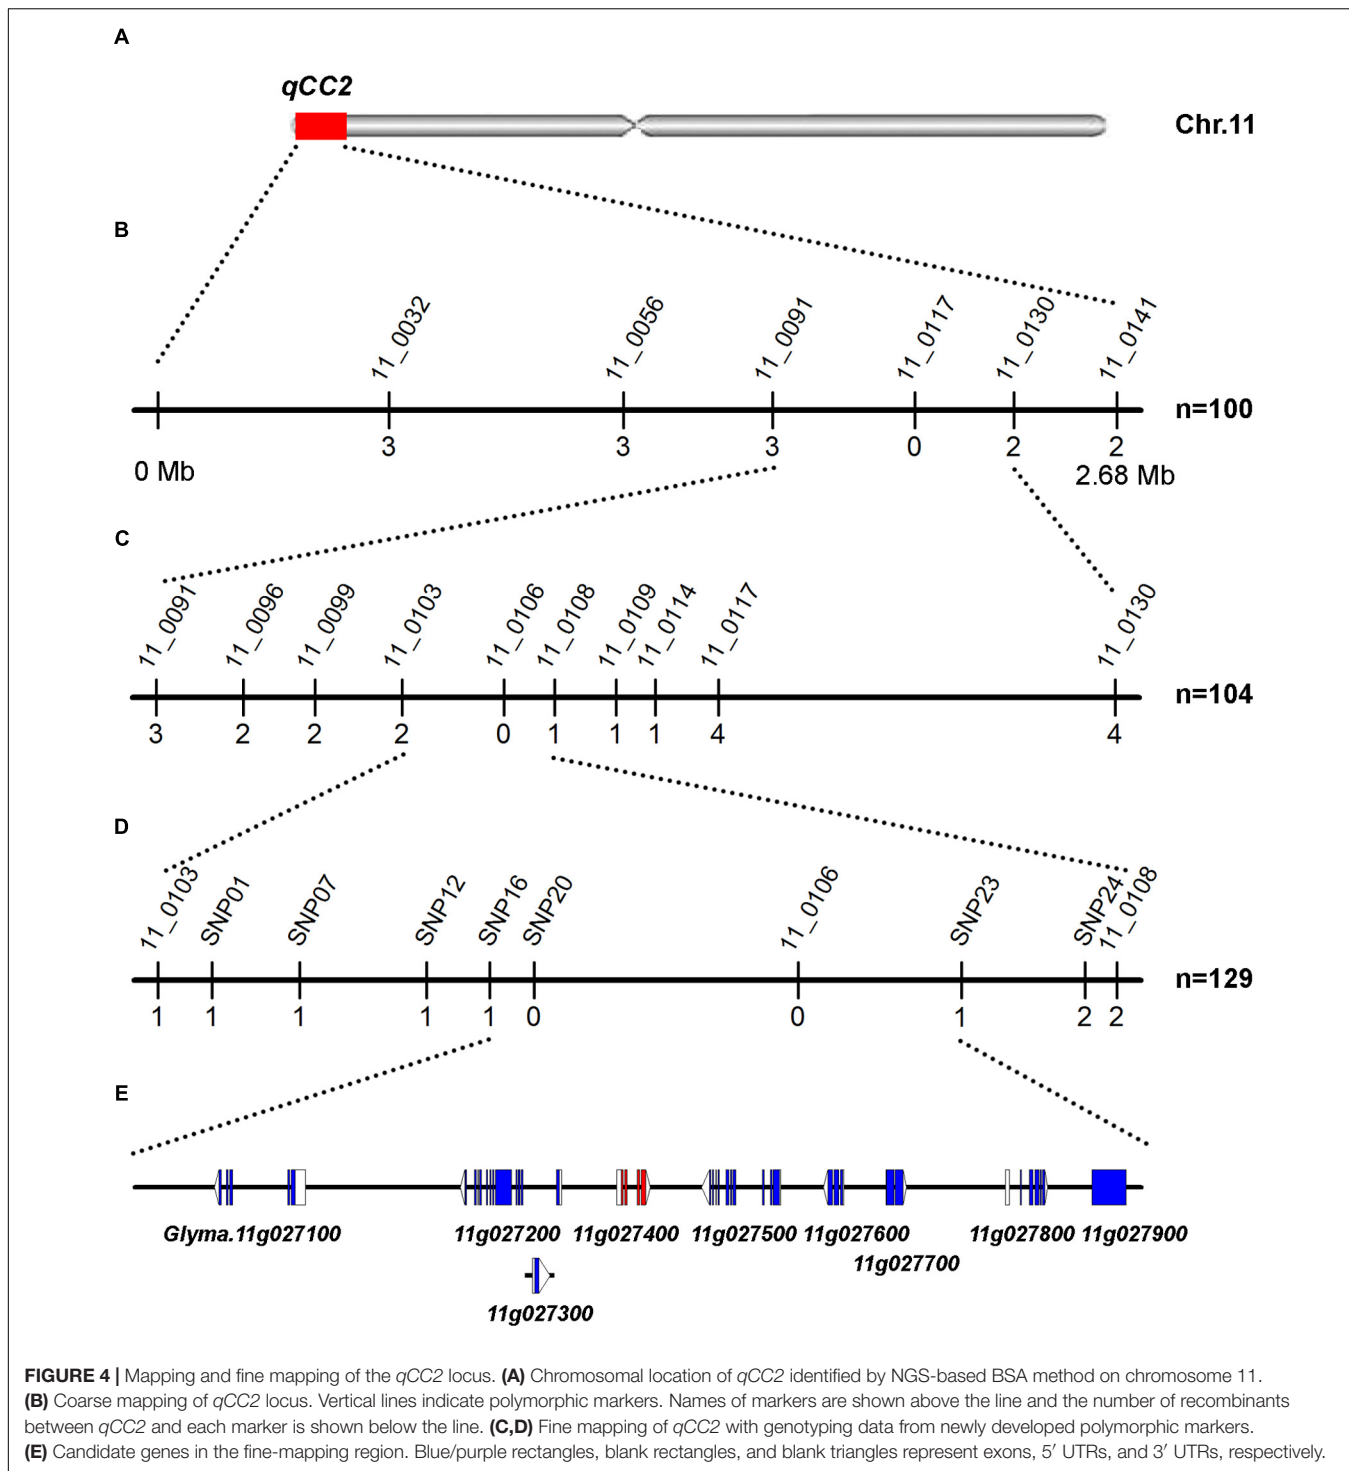 A
qCC2
Chr.11
B
11_0032 11_0056 11_0091 11_0117 11_0130 11_0141
n=100
3 3 3 0 2 2
0 Mb 2.68 Mb
C
11_0091 11_0096 11_0099 11_0103 11_0106 11_0108 11_0109 11_0114 11_0117 11_0130
n=104
3 2 2 2 0 1 1 1 4 4
D
11_0103 SNP01 SNP07 SNP12 SNP16 SNP20 11_0106 SNP23 SNP24 11_0108
n=129
1 1 1 1 1 0 0 1 2 2
E
Glyma.11g027100 11g027200 11g027400 11g027500 11g027600 11g027800 11g027900
11g027700
11g027300
FIGURE 4 | Mapping and fine mapping of the qCC2 locus. (A) Chromosomal location of qCC2 identified by NGS-based BSA method on chromosome 11.
(B) Coarse mapping of qCC2 locus. Vertical lines indicate polymorphic markers. Names of markers are shown above the line and the number of recombinants
between qCC2 and each marker is shown below the line. (C,D) Fine mapping of qCC2 with genotyping data from newly developed polymorphic markers.
(E) Candidate genes in the fine-mapping region. Blue/purple rectangles, blank rectangles, and blank triangles represent exons, 5′ UTRs, and 3′ UTRs, respectively.